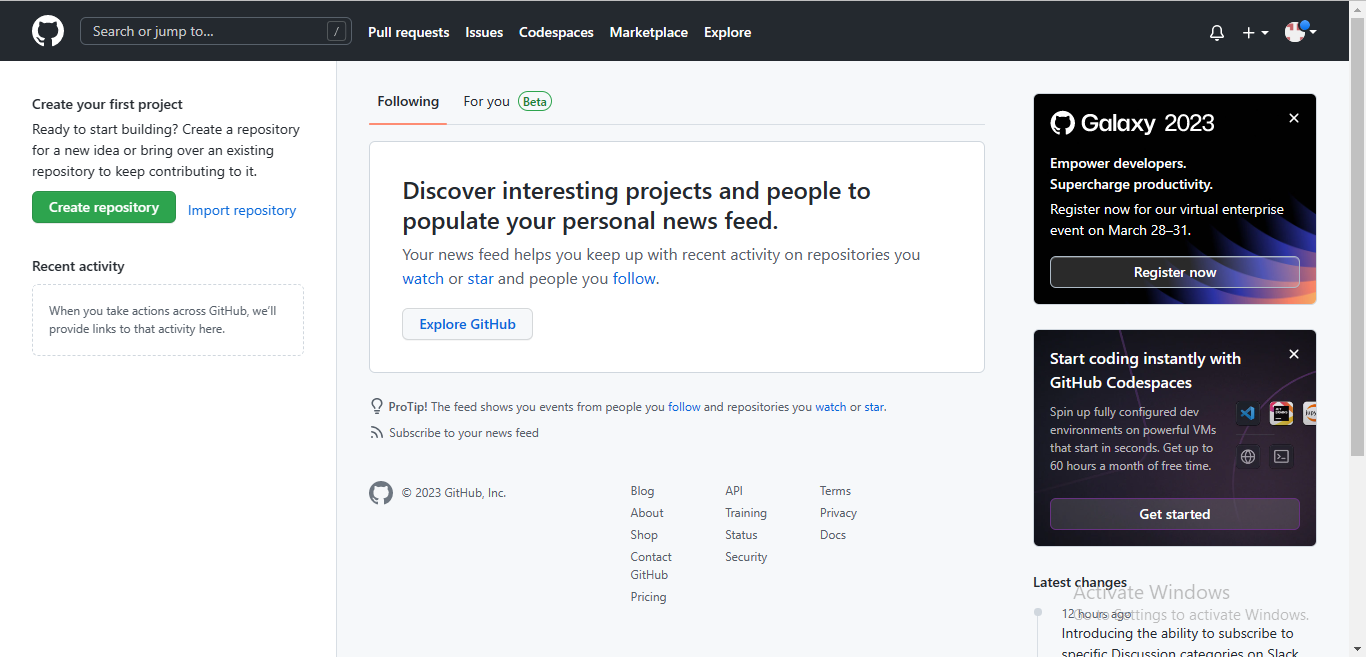 Search or jump to... /
Pull requests Issues Codespaces Marketplace Explore
Create your first project
Ready to start building? Create a repository
for a new idea or bring over an existing
repository to keep contributing to it.
Create repository Import repository
Recent activity
When you take actions across GitHub, we'll
provide links to that activity here.
Following For you Beta
Discover interesting projects and people to
populate your personal news feed.
Your news feed helps you keep up with recent activity on repositories you
watch or star and people you follow.
Explore GitHub
ProTip! The feed shows you events from people you follow and repositories you watch or star.
Subscribe to your news feed
© 2023 GitHub, Inc.
Blog
About
Shop
Contact
GitHub
Pricing
API
Training
Status
Security
Terms
Privacy
Docs
Galaxy 2023
Empower developers.
Supercharge productivity.
Register now for our virtual enterprise
event on March 28–31.
Register now
Start coding instantly with
GitHub Codespaces
Spin up fully configured dev
environments on powerful VMs
that start in seconds. Get up to
60 hours a month of free time.
Get started
Latest changes
12 hours ago
Introducing the ability to subscribe to
specific Discussion categories on Slack
Activate Windows
Go to Settings to activate Windows.